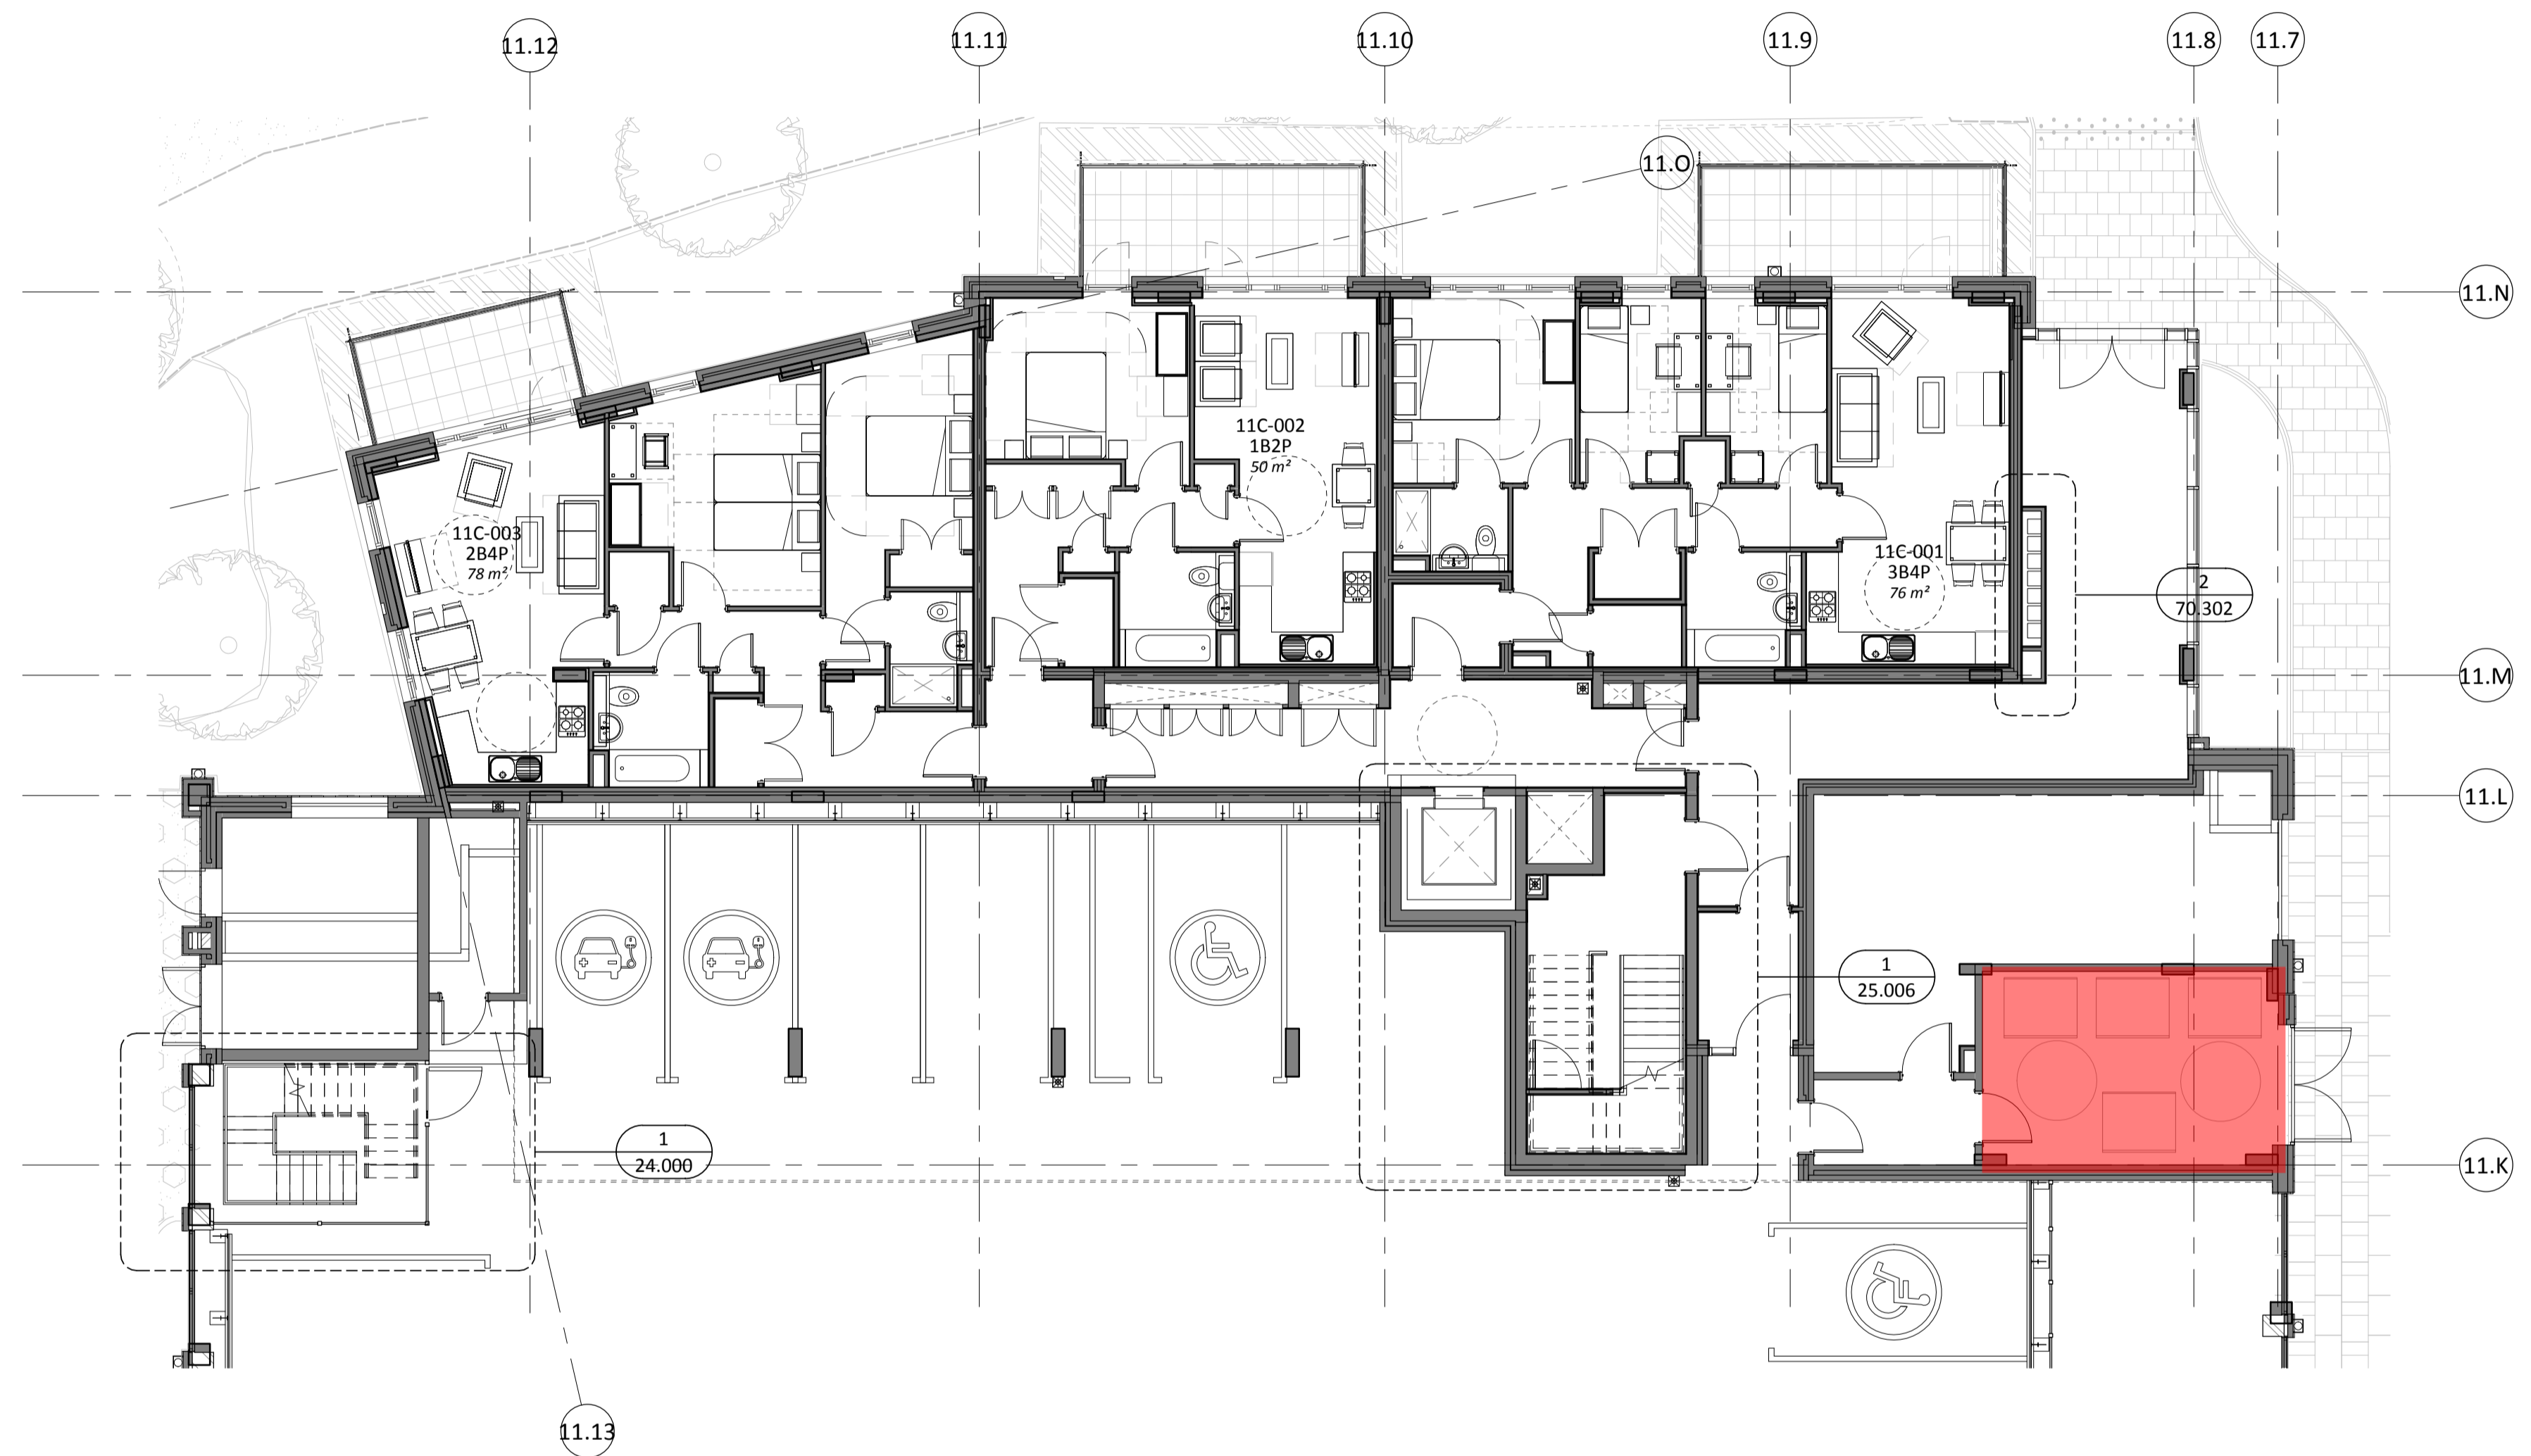 11.12
11.11
11.10
11.9
11.8
11.7
11.O
11.N
11C-002
1B2P
50 m²
11C-003
2B4P
78 m²
11C-001
3B4P
76 m²
2
70.302
11.M
11.L
1
25.006
1
24.000
11.K
11.13